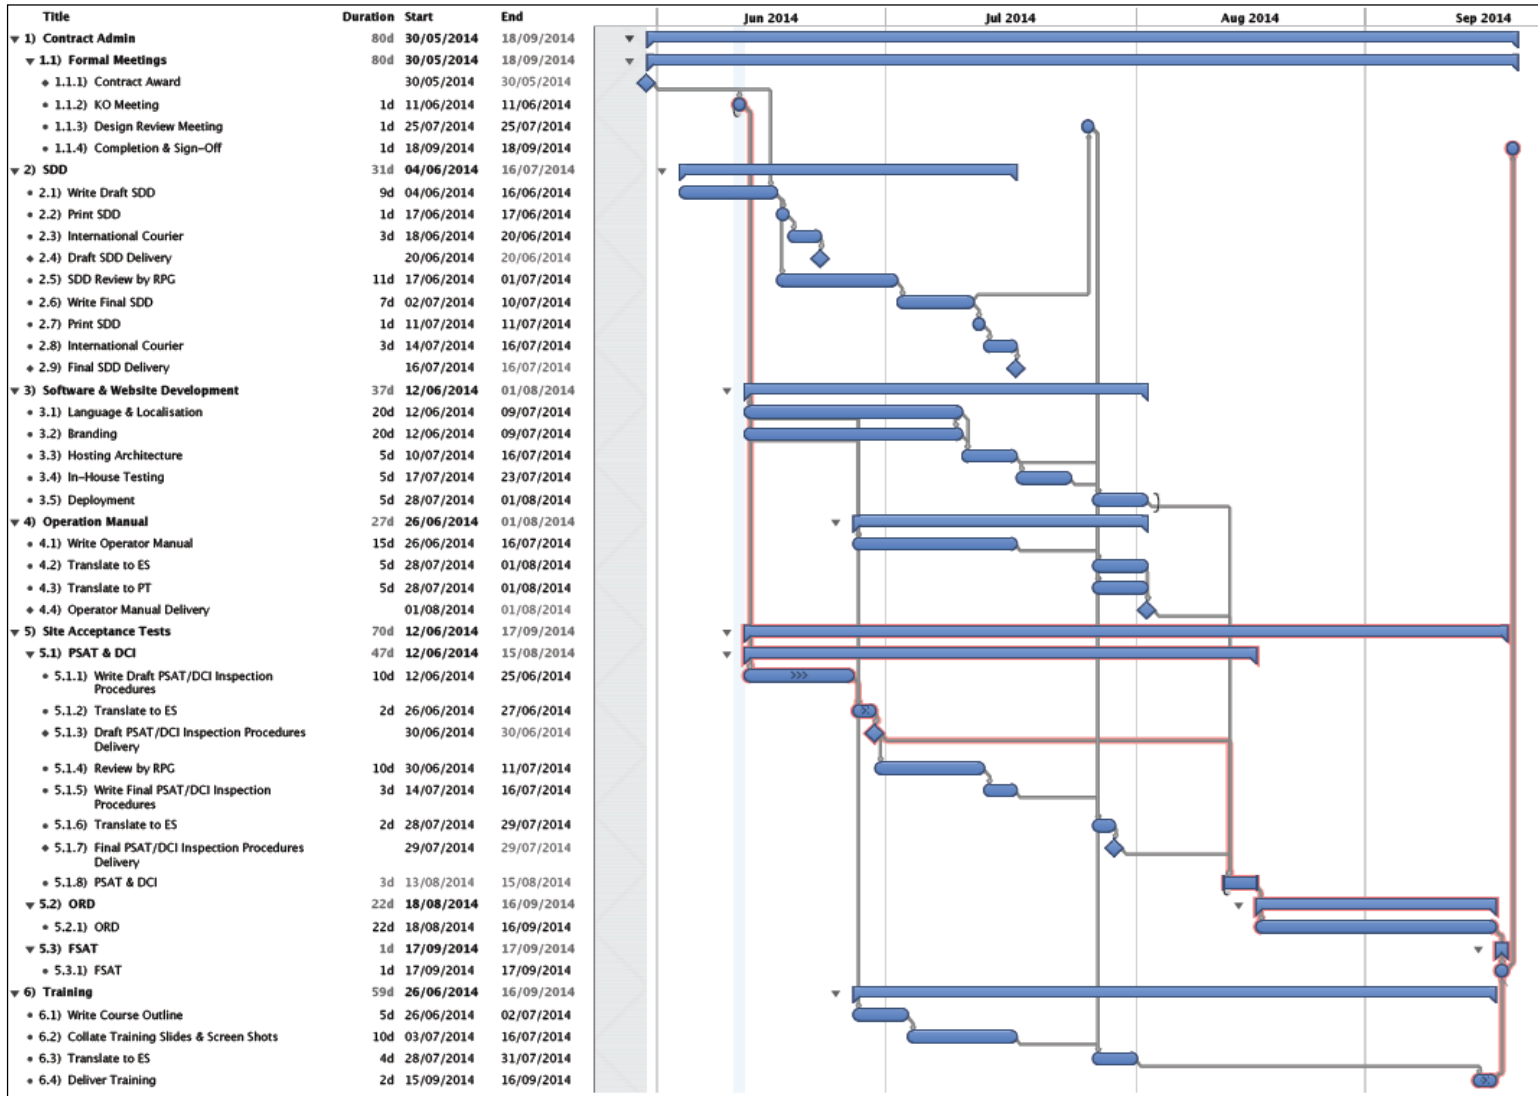 Title Duration Start End Jun 2014 Jul 2014 Aug 2014 Sep 2014
1) Contract Admin 80d 30/05/2014 18/09/2014
1.1) Formal Meetings 80d 30/05/2014 18/09/2014
1.1.1) Contract Award 30/05/2014 30/05/2014
1.1.2) KO Meeting 1d 11/06/2014 11/06/2014
1.1.3) Design Review Meeting 1d 25/07/2014 25/07/2014
1.1.4) Completion & Sign-Off 1d 18/09/2014 18/09/2014
2) SDD 31d 04/06/2014 16/07/2014
2.1) Write Draft SDD 9d 04/06/2014 16/06/2014
2.2) Print SDD 1d 17/06/2014 17/06/2014
2.3) International Courier 3d 18/06/2014 20/06/2014
2.4) Draft SDD Delivery 20/06/2014 20/06/2014
2.5) SDD Review by RPG 11d 17/06/2014 01/07/2014
2.6) Write Final SDD 7d 02/07/2014 10/07/2014
2.7) Print SDD 1d 11/07/2014 11/07/2014
2.8) International Courier 3d 14/07/2014 16/07/2014
2.9) Final SDD Delivery 16/07/2014 16/07/2014
3) Software & Website Development 37d 12/06/2014 01/08/2014
3.1) Language & Localisation 20d 12/06/2014 09/07/2014
3.2) Branding 20d 12/06/2014 09/07/2014
3.3) Hosting Architecture 5d 10/07/2014 16/07/2014
3.4) In-House Testing 5d 17/07/2014 23/07/2014
3.5) Deployment 5d 28/07/2014 01/08/2014
4) Operation Manual 27d 26/06/2014 01/08/2014
4.1) Write Operator Manual 15d 26/06/2014 16/07/2014
4.2) Translate to ES 5d 28/07/2014 01/08/2014
4.3) Translate to PT 5d 28/07/2014 01/08/2014
4.4) Operator Manual Delivery 01/08/2014 01/08/2014
5) Site Acceptance Tests 70d 12/06/2014 17/09/2014
5.1) PSAT & DCI 47d 12/06/2014 15/08/2014
5.1.1) Write Draft PSAT/DCI Inspection 10d 12/06/2014 25/06/2014
Procedures
5.1.2) Translate to ES 2d 26/06/2014 27/06/2014
5.1.3) Draft PSAT/DCI Inspection Procedures 30/06/2014 30/06/2014
Delivery
5.1.4) Review by RPG 10d 30/06/2014 11/07/2014
5.1.5) Write Final PSAT/DCI Inspection 3d 14/07/2014 16/07/2014
Procedures
5.1.6) Translate to ES 2d 28/07/2014 29/07/2014
5.1.7) Final PSAT/DCI Inspection Procedures 29/07/2014 29/07/2014
Delivery
5.1.8) PSAT & DCI 3d 13/08/2014 15/08/2014
5.2) ORD 22d 18/08/2014 16/09/2014
5.2.1) ORD 22d 18/08/2014 16/09/2014
5.3) FSAT 1d 17/09/2014 17/09/2014
5.3.1) FSAT 1d 17/09/2014 17/09/2014
6) Training 59d 26/06/2014 16/09/2014
6.1) Write Course Outline 5d 26/06/2014 02/07/2014
6.2) Collate Training Slides & Screen Shots 10d 03/07/2014 16/07/2014
6.3) Translate to ES 4d 28/07/2014 31/07/2014
6.4) Deliver Training 2d 15/09/2014 16/09/2014